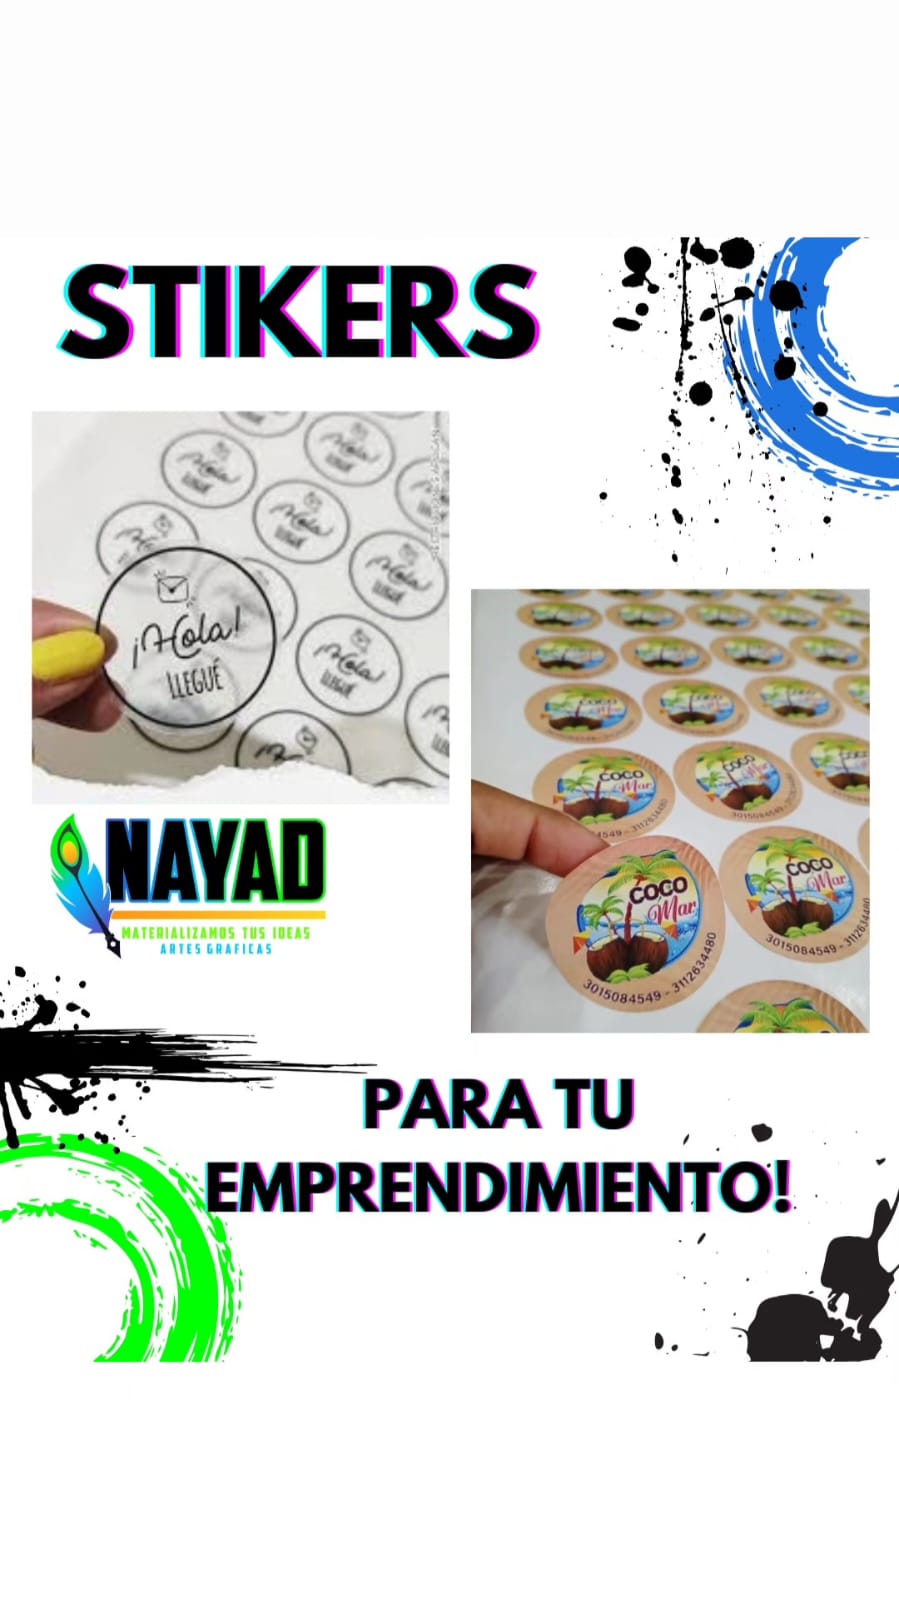 STIKERS
¡Hola!
LLEGUÉ
NAYAD
MATERIALIZAMOS TUS IDEAS
ARTES GRAFICAS
COCO
Mar
3015084549 - 3112634480
PARA TU
EMPRENDIMIENTO!